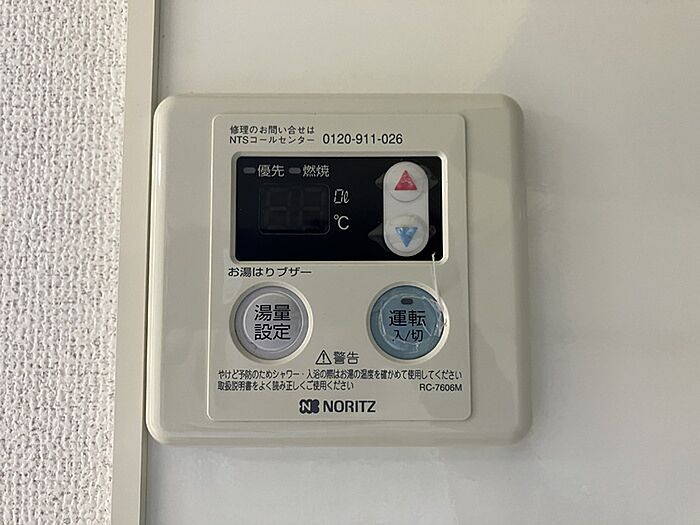 修理のお問い合せは
NTSコールセンター 0120-911-026
優先 燃焼
0ℓ
℃
お湯はりブザー
湯量
設定
運転
入/切
⚠警告
やけど予防のためシャワー・入浴の際はお湯の温度を確かめて使用してください
取扱説明書をよく読み正しくご使用ください
RC-7606M
NORITZ